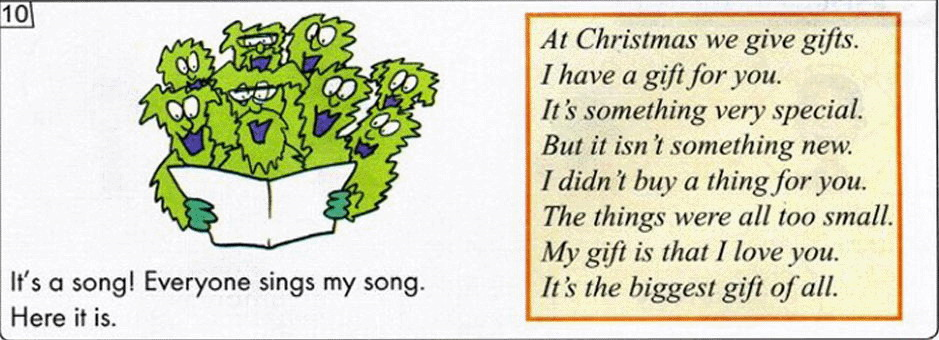 10
It's a song! Everyone sings my song.
Here it is.
At Christmas we give gifts.
I have a gift for you.
It's something very special.
But it isn't something new.
I didn't buy a thing for you.
The things were all too small.
My gift is that I love you.
It's the biggest gift of all.